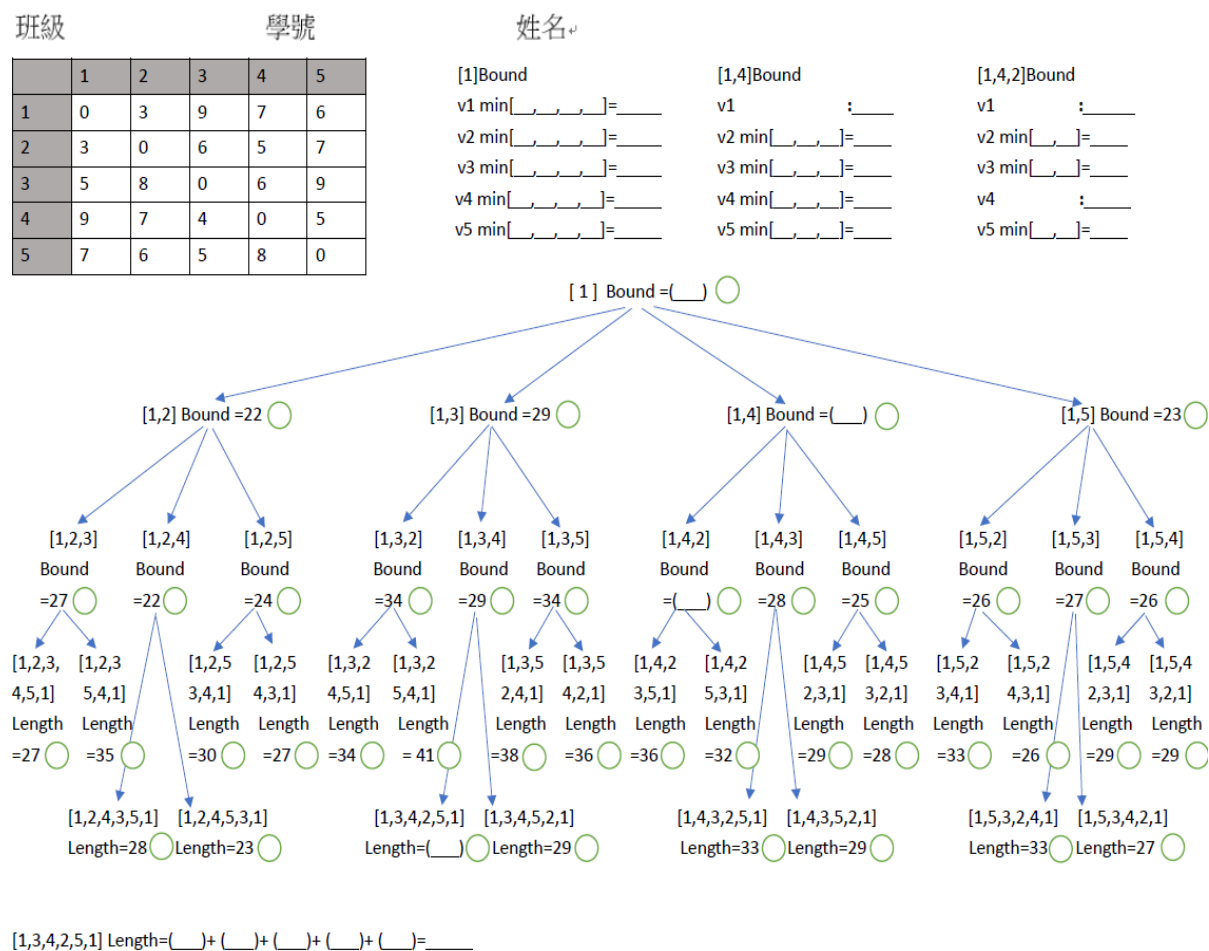 班級 學號 姓名
1 2 3 4 5
1 0 3 9 7 6
2 3 0 6 5 7
3 5 8 0 6 9
4 9 7 4 0 5
5 7 6 5 8 0
[1]Bound
v1 min[__,__,__,__]=_____
v2 min[__,__,__,__]=_____
v3 min[__,__,__,__]=_____
v4 min[__,__,__,__]=_____
v5 min[__,__,__,__]=_____
[1,4]Bound
v1 :_____
v2 min[__,__,__]=____
v3 min[__,__,__]=____
v4 min[__,__,__]=____
v5 min[__,__,__]=____
[1,4,2]Bound
v1 :_____
v2 min[__,__]=____
v3 min[__,__]=____
v4 :_____
v5 min[__,__]=____
[ 1 ] Bound =(___)
[1,2] Bound =22 [1,3] Bound =29 [1,4] Bound =(___) [1,5] Bound =23
[1,2,3] [1,2,4] [1,2,5] [1,3,2] [1,3,4] [1,3,5] [1,4,2] [1,4,3] [1,4,5] [1,5,2] [1,5,3] [1,5,4]
Bound Bound Bound Bound Bound Bound Bound Bound Bound Bound Bound Bound
=27 =22 =24 =34 =29 =34 =(___) =28 =25 =26 =27 =26
[1,2,3, [1,2,3 [1,2,5 [1,2,5 [1,3,2 [1,3,2 [1,3,5 [1,3,5 [1,4,2 [1,4,2 [1,4,5 [1,4,5 [1,5,2 [1,5,2 [1,5,4 [1,5,4
4,5,1] 5,4,1] 3,4,1] 4,3,1] 4,5,1] 5,4,1] 2,4,1] 4,2,1] 3,5,1] 5,3,1] 2,3,1] 3,2,1] 3,4,1] 4,3,1] 2,3,1] 3,2,1]
Length Length Length Length Length Length Length Length Length Length Length Length Length Length Length Length
=27 =35 =30 =27 =34 = 41 =38 =36 =36 =32 =29 =28 =33 =26 =29 =29
[1,2,4,3,5,1] [1,2,4,5,3,1] [1,3,4,2,5,1] [1,3,4,5,2,1] [1,4,3,2,5,1] [1,4,3,5,2,1] [1,5,3,2,4,1] [1,5,3,4,2,1]
Length=28 Length=23 Length=(___) Length=29 Length=33 Length=29 Length=33 Length=27
[1,3,4,2,5,1] Length=(___)+ (___)+ (___)+ (___)+ (___)=_____